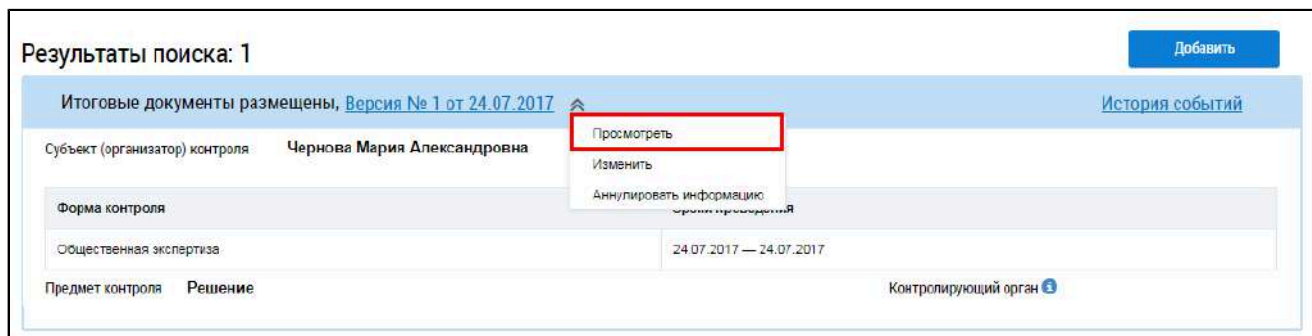 Результаты поиска: 1
Добавить
Итоговые документы размещены, Версия № 1 от 24.07.2017
История событий
Просмотреть
Субъект (организатор) контроля Чернова Мария Александровна
Изменить
Аннулировать информацию
Форма контроля
Общественная экспертиза 24.07.2017 — 24.07.2017
Предмет контроля Решение Контролирующий орган